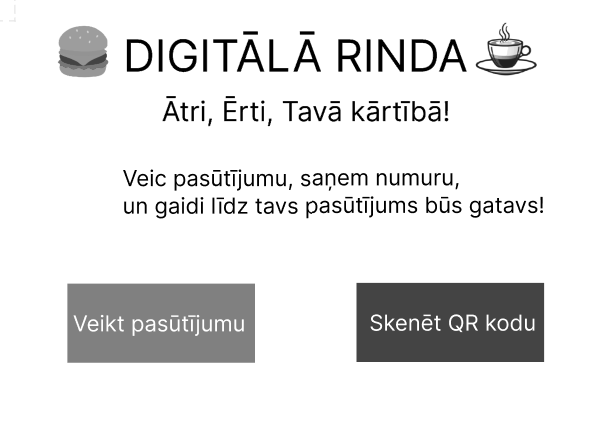 DIGITĀLĀ RINDA
Ātri, Ērti, Tavā kārtībā!
Veic pasūtījumu, saņem numuru,
un gaidi līdz tavs pasūtījums būs gatavs!
Veikt pasūtījumu
Skenēt QR kodu